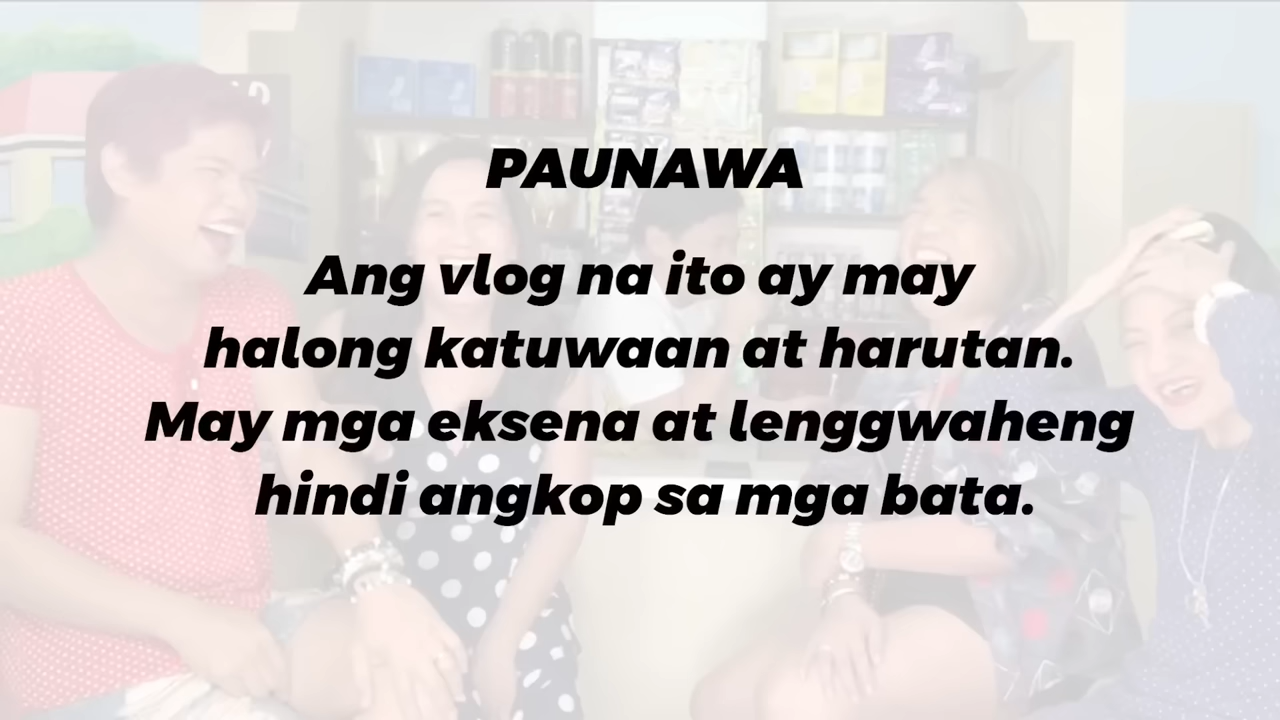 PAUNAWA
Ang vlog na ito ay may
halong katuwaan at harutan.
May mga eksena at lenggwaheng
hindi angkop sa mga bata.